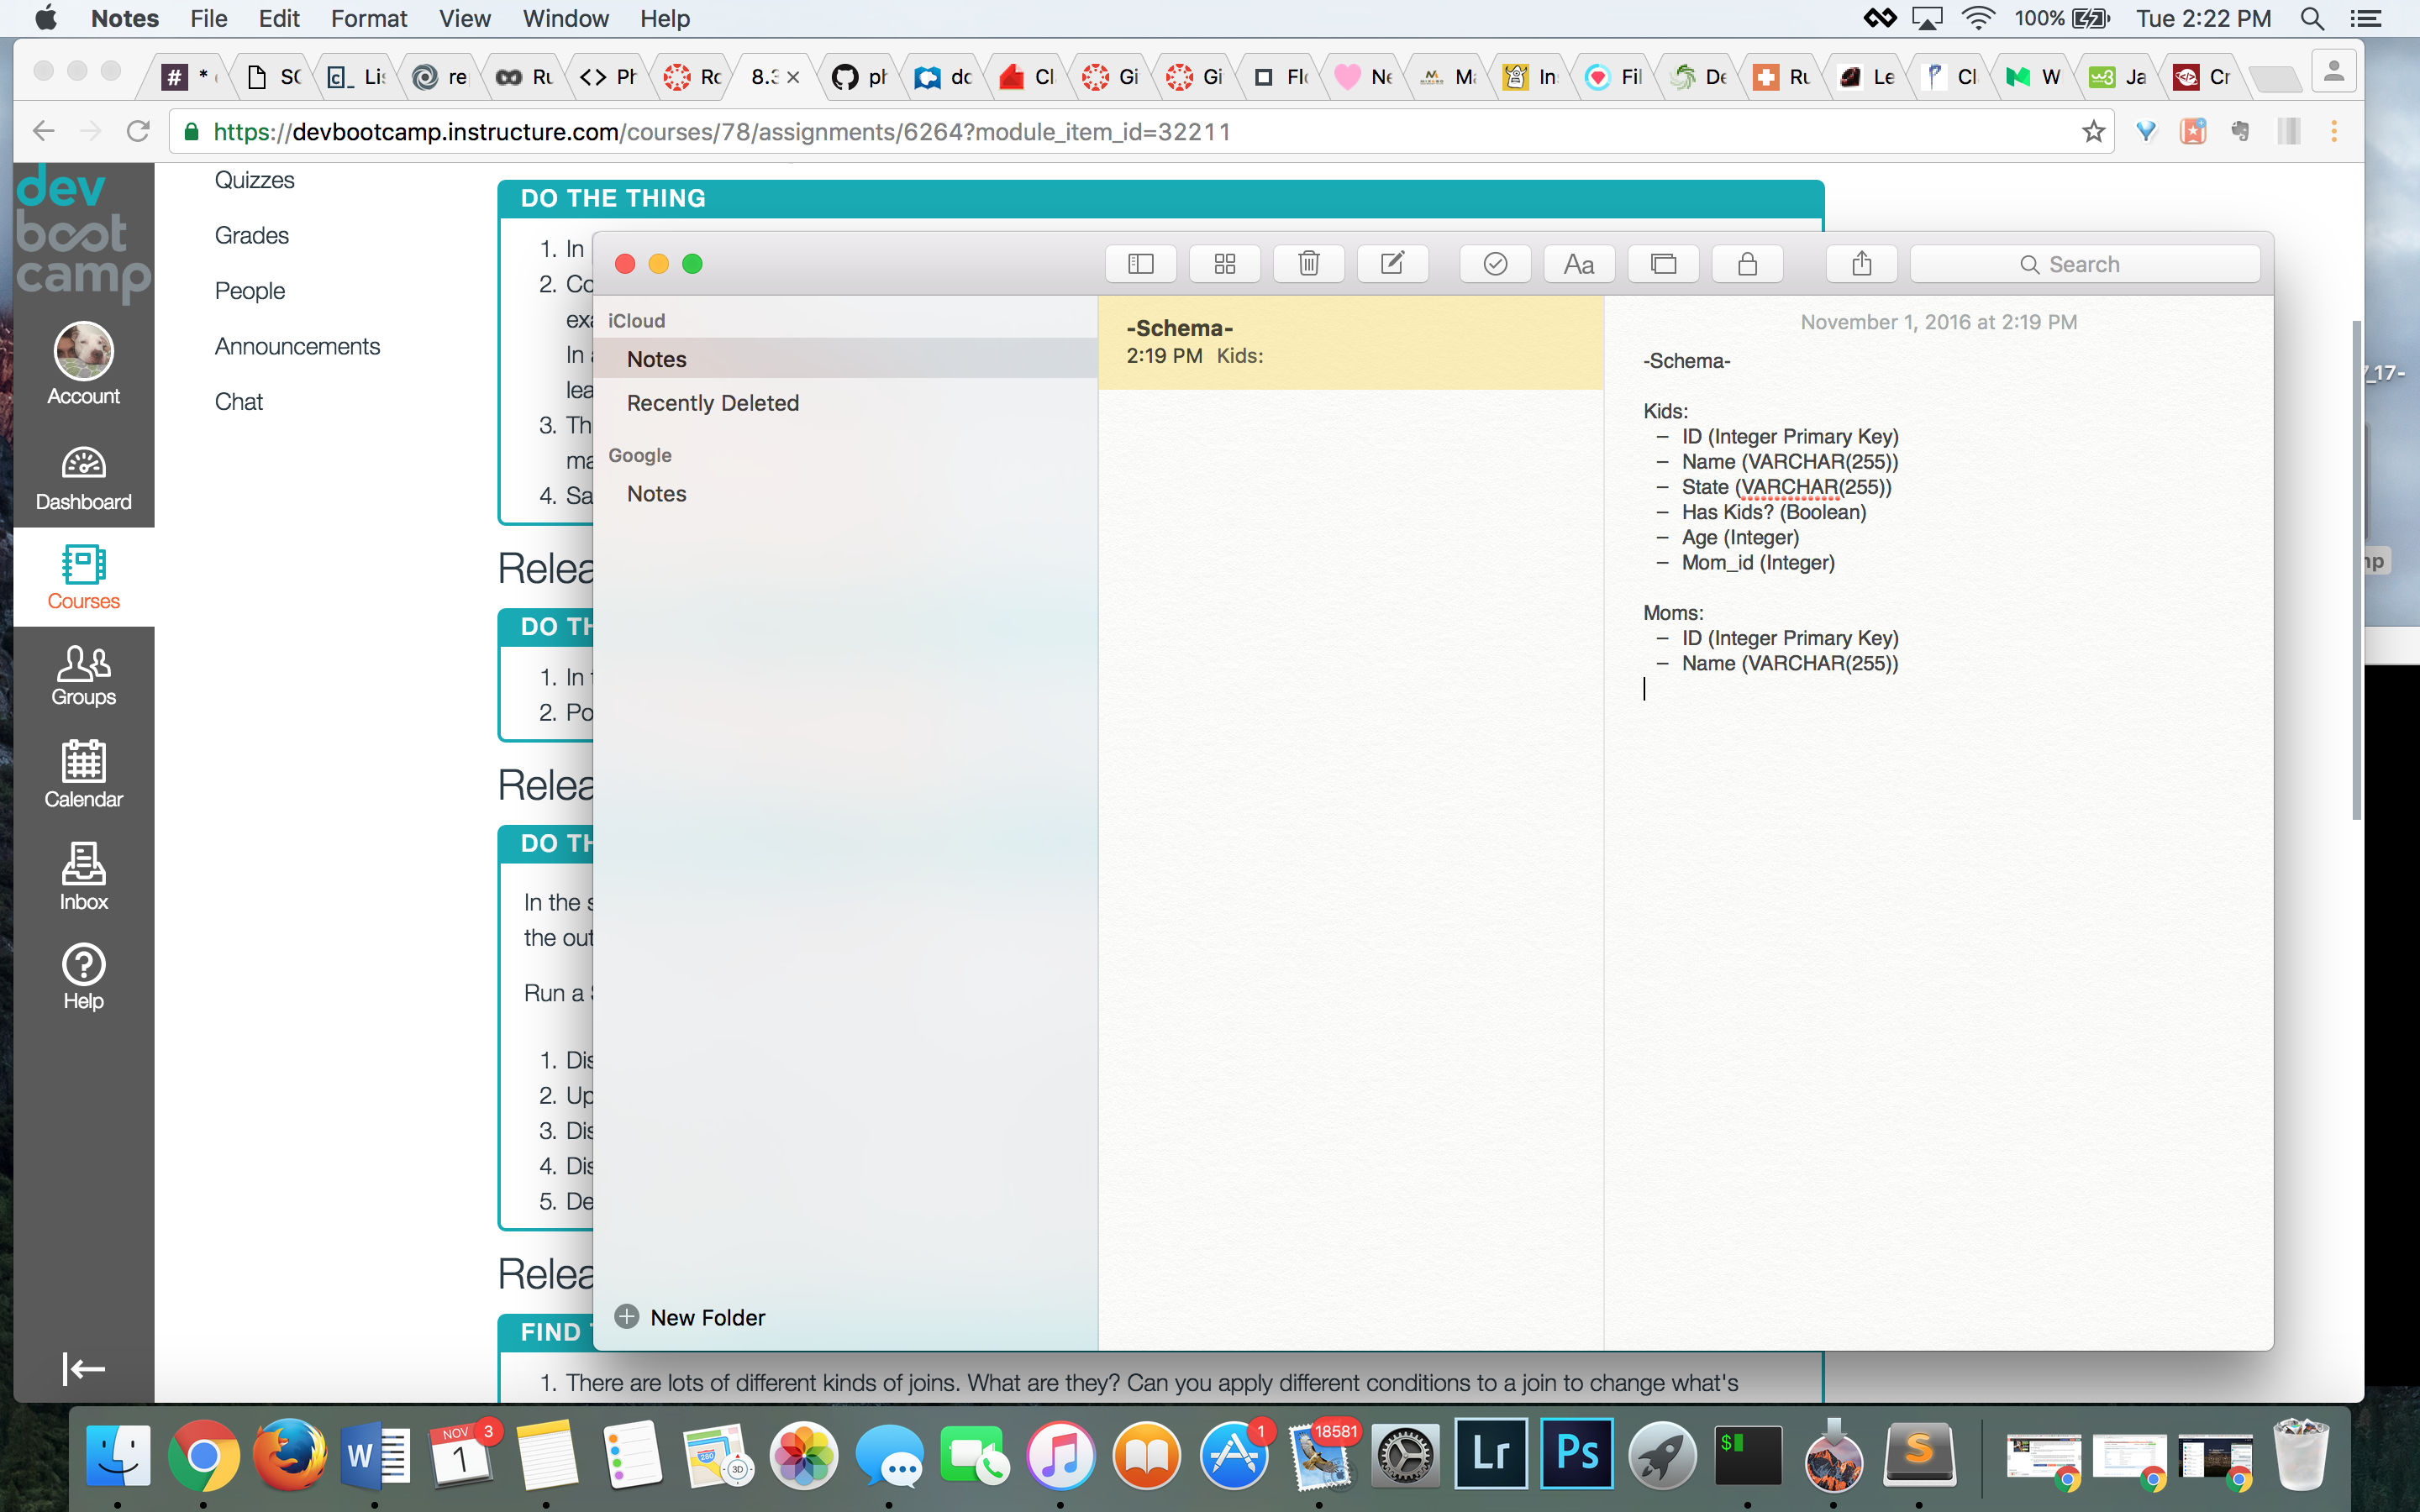 Notes File Edit Format View Window Help
100% Tue 2:22 PM
# * SC Li re Ru <> Ph Ro 8.3 × ph dc Cl Gi Gi Flo Ne Ma In Fil De Ru Le Cl W Ja Cr
https://devbootcamp.instructure.com/courses/78/assignments/6264?module_item_id=32211
dev
bootcamp
Account
Dashboard
Courses
Groups
Calendar
Inbox
Help
Quizzes
Grades
People
Announcements
Chat
DO THE THING
1. In
2. Co
exa
In a
lea
3. Th
ma
4. Sa
Relea
DO TH
1. In
2. Po
Relea
DO TH
In the s
the out
Run a
1. Dis
2. Up
3. Dis
4. Dis
5. De
Relea
FIND
1. There are lots of different kinds of joins. What are they? Can you apply different conditions to a join to change what's
Aa
Search
iCloud
Notes
Recently Deleted
Google
Notes
New Folder
-Schema-
2:19 PM Kids:
November 1, 2016 at 2:19 PM
-Schema-
Kids:
– ID (Integer Primary Key)
– Name (VARCHAR(255))
– State (VARCHAR(255))
– Has Kids? (Boolean)
– Age (Integer)
– Mom_id (Integer)
Moms:
– ID (Integer Primary Key)
– Name (VARCHAR(255))
_17-
mp
W NOV 1 3 280 3D 1 18581 Lr Ps $ S